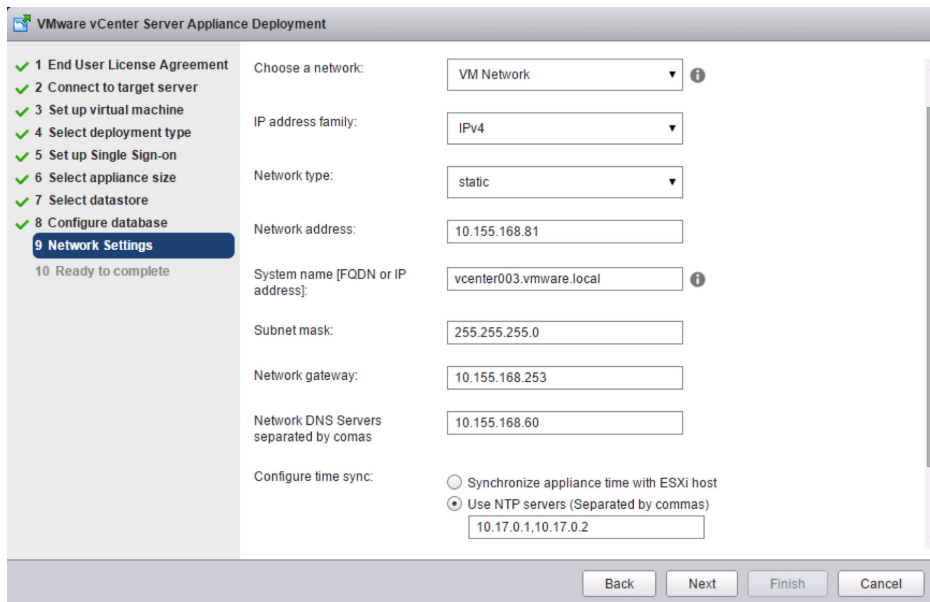 VMware vCenter Server Appliance Deployment
1 End User License Agreement
2 Connect to target server
3 Set up virtual machine
4 Select deployment type
5 Set up Single Sign-on
6 Select appliance size
7 Select datastore
8 Configure database
9 Network Settings
10 Ready to complete
Choose a network:
VM Network
IP address family:
IPv4
Network type:
static
Network address:
10.155.168.81
System name [FQDN or IP
address]:
vcenter003.vmware.local
Subnet mask:
255.255.255.0
Network gateway:
10.155.168.253
Network DNS Servers
separated by comas
10.155.168.60
Configure time sync:
Synchronize appliance time with ESXi host
Use NTP servers (Separated by commas)
10.17.0.1,10.17.0.2
Back
Next
Finish
Cancel